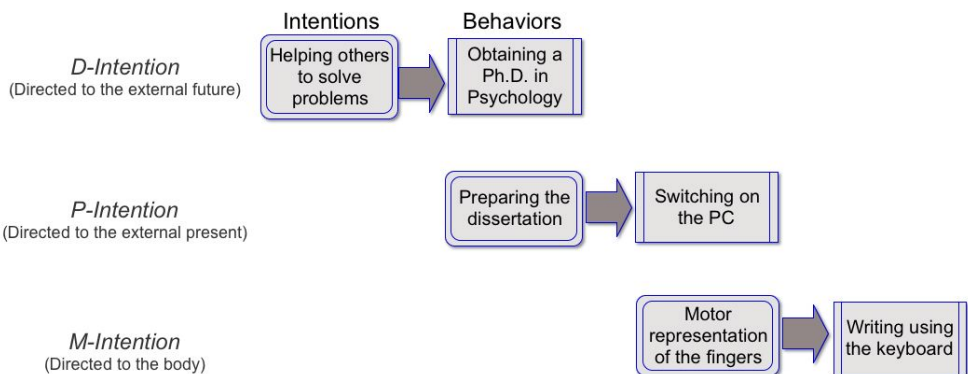 Intentions
Behaviors
D-Intention
(Directed to the external future)
Helping others
to solve
problems
Obtaining a
Ph.D. in
Psychology
P-Intention
(Directed to the external present)
Preparing the
dissertation
Switching on
the PC
M-Intention
(Directed to the body)
Motor
representation
of the fingers
Writing using
the keyboard